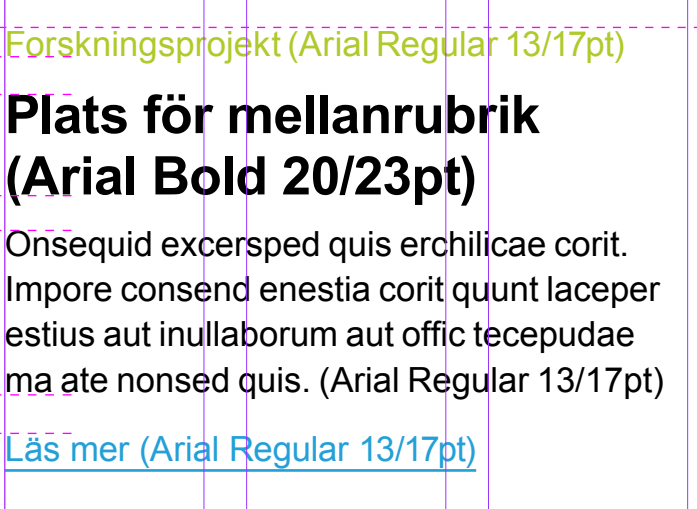 Forskningsprojekt (Arial Regular 13/17pt)
Plats för mellanrubrik
(Arial Bold 20/23pt)
Onsequid excersped quis erchilicae corit.
Impore consend enestia corit quunt laceper
estius aut inullaborum aut offic tecepudae
ma ate nonsed quis. (Arial Regular 13/17pt)
Läs mer (Arial Regular 13/17pt)